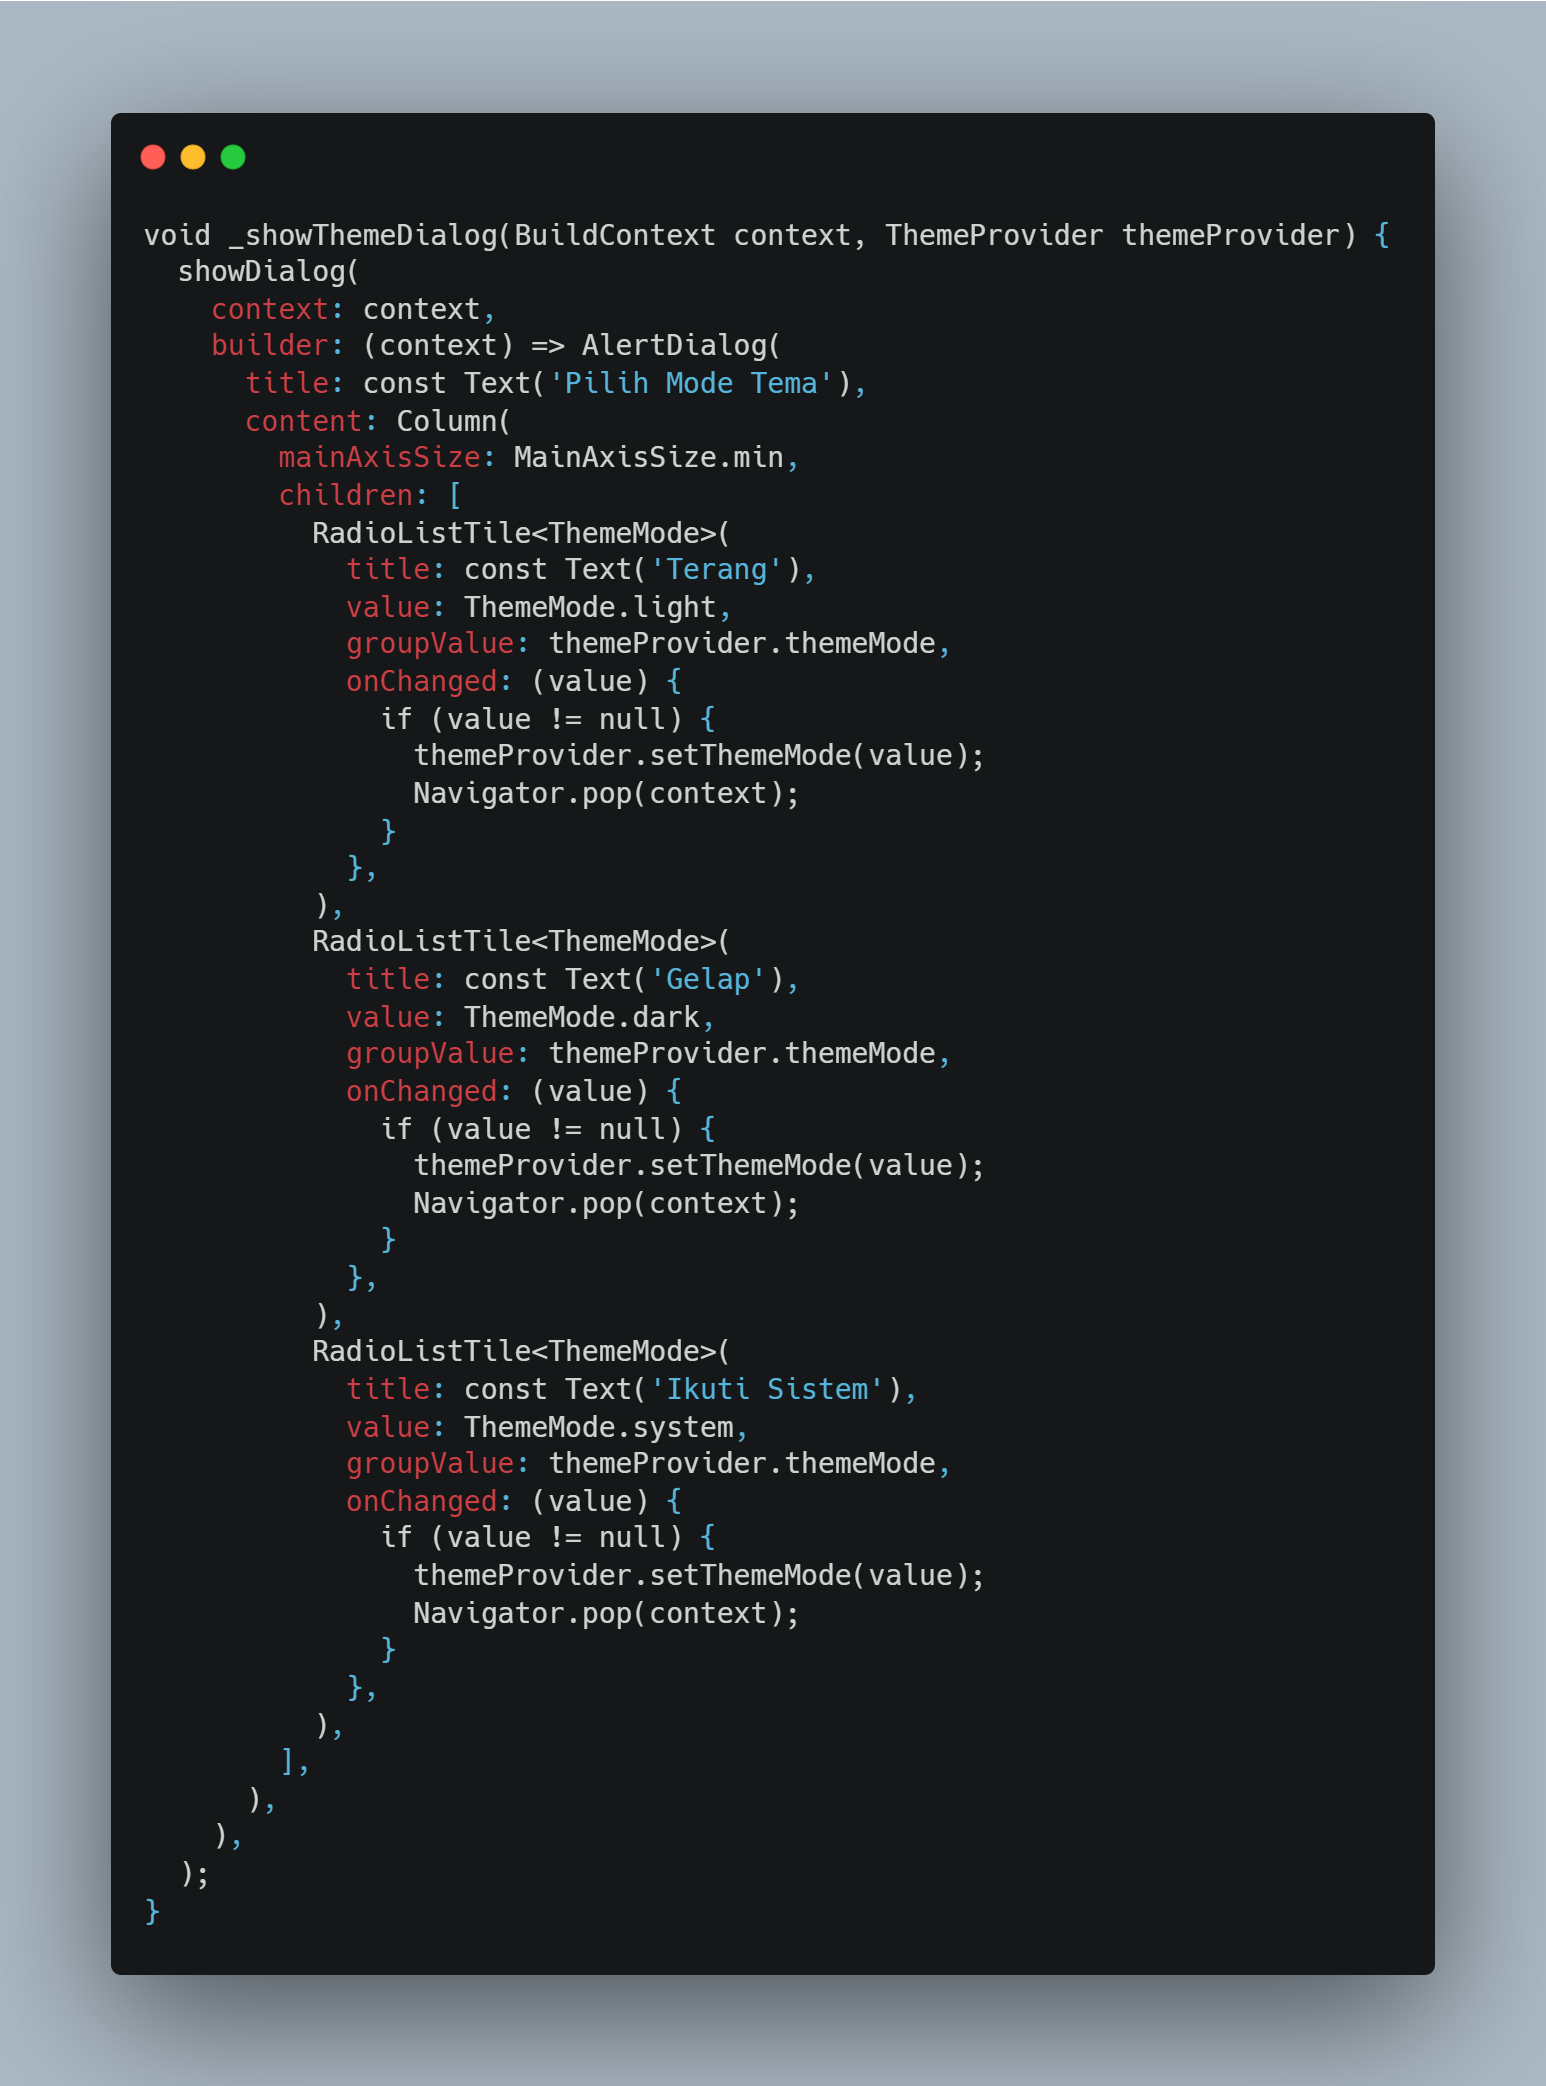 void _showThemeDialog(BuildContext context, ThemeProvider themeProvider) {
  showDialog(
    context: context,
    builder: (context) => AlertDialog(
      title: const Text('Pilih Mode Tema'),
      content: Column(
        mainAxisSize: MainAxisSize.min,
        children: [
          RadioListTile<ThemeMode>(
            title: const Text('Terang'),
            value: ThemeMode.light,
            groupValue: themeProvider.themeMode,
            onChanged: (value) {
              if (value != null) {
                themeProvider.setThemeMode(value);
                Navigator.pop(context);
              }
            },
          ),
          RadioListTile<ThemeMode>(
            title: const Text('Gelap'),
            value: ThemeMode.dark,
            groupValue: themeProvider.themeMode,
            onChanged: (value) {
              if (value != null) {
                themeProvider.setThemeMode(value);
                Navigator.pop(context);
              }
            },
          ),
          RadioListTile<ThemeMode>(
            title: const Text('Ikuti Sistem'),
            value: ThemeMode.system,
            groupValue: themeProvider.themeMode,
            onChanged: (value) {
              if (value != null) {
                themeProvider.setThemeMode(value);
                Navigator.pop(context);
              }
            },
          ),
        ],
      ),
    ),
  );
}